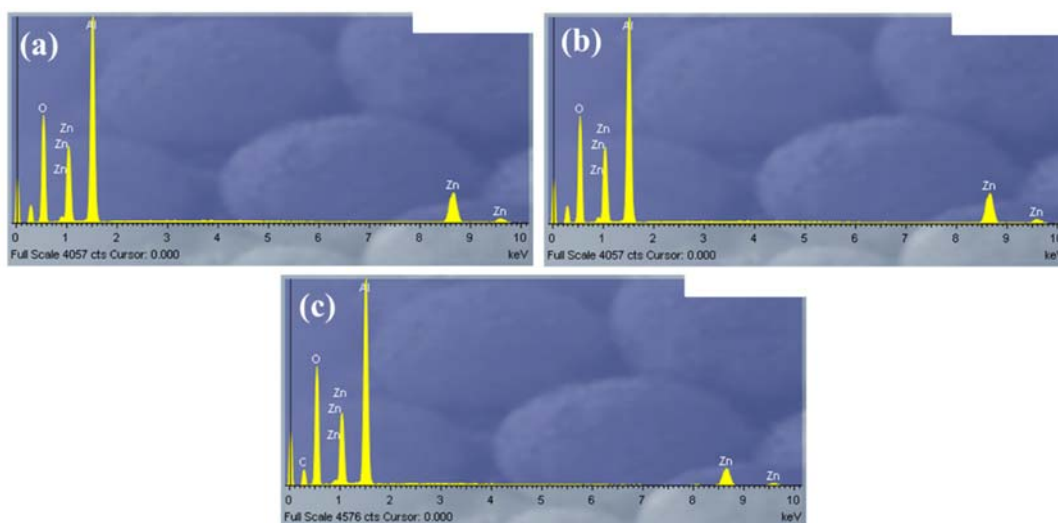 (a)
Al
O
Zn
Zn
Zn
Zn
Zn
0 1 2 3 4 5 6 7 8 9 10
Full Scale 4057 cts Cursor: 0.000 keV
(b)
Al
O
Zn
Zn
Zn
Zn
Zn
0 1 2 3 4 5 6 7 8 9 10
Full Scale 4057 cts Cursor: 0.000 keV
(c)
Al
O
Zn
Zn
Zn
C
Zn
Zn
0 1 2 3 4 5 6 7 8 9 10
Full Scale 4576 cts Cursor: 0.000 keV